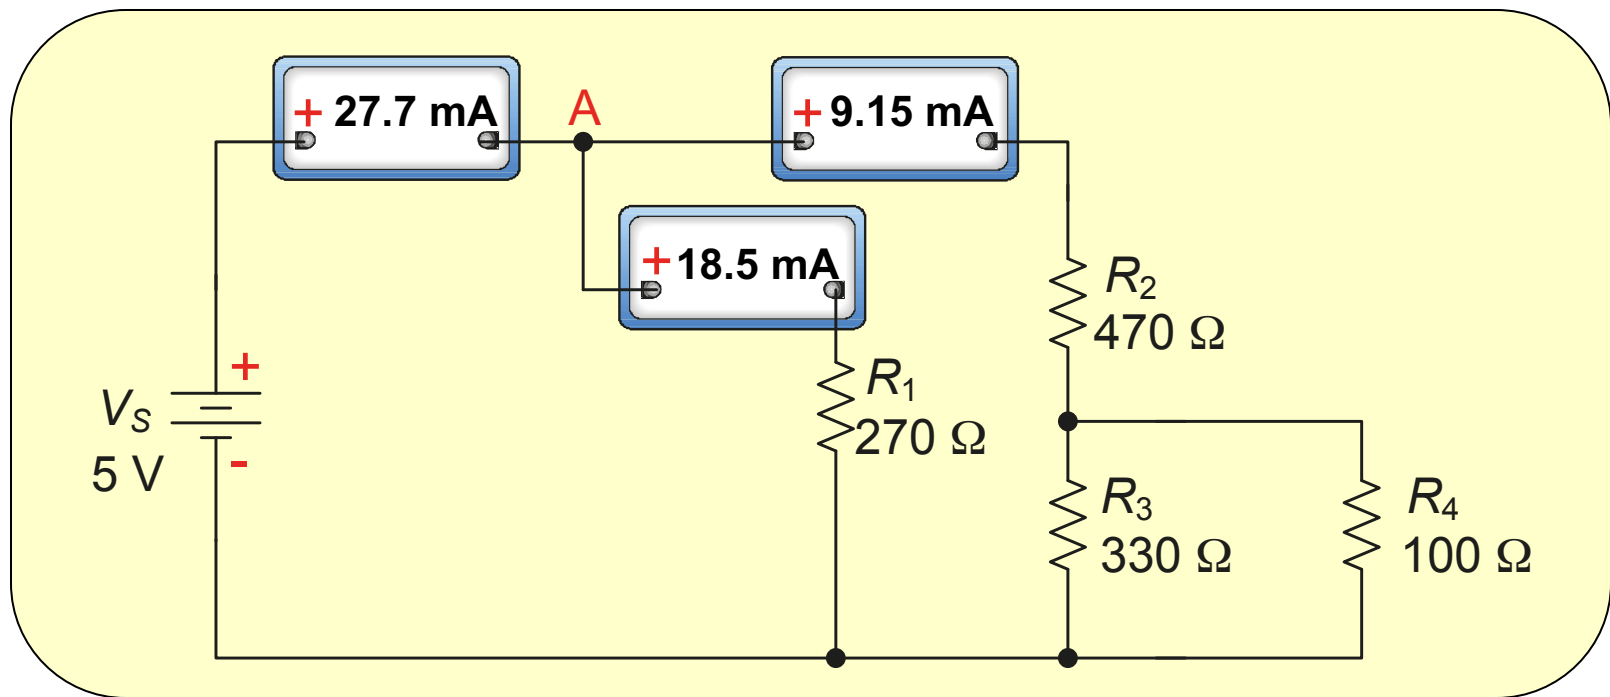 + 27.7 mA
A
+ 9.15 mA
+ 18.5 mA
R2
470 Ω
+
VS
5 V
-
R1
270 Ω
R3
330 Ω
R4
100 Ω